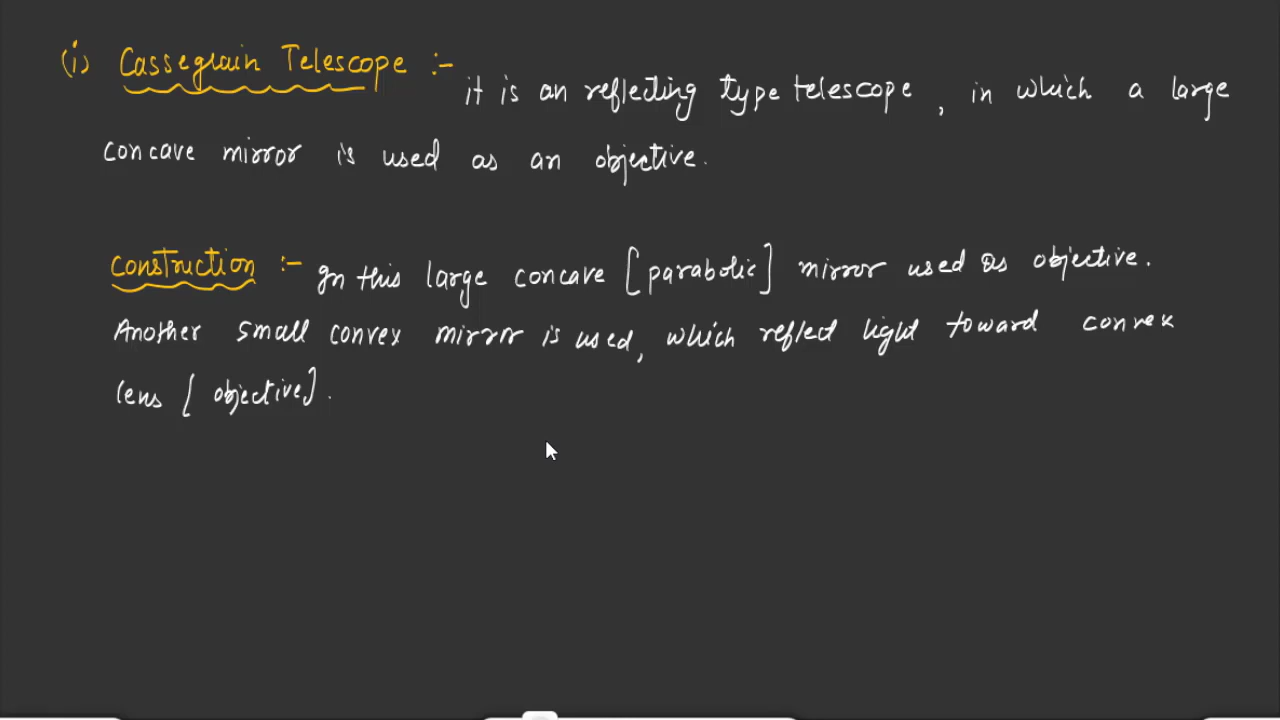 (i) Cassegrain Telescope :- it is an reflecting type telescope, in which a large
concave mirror is used as an objective.
Construction :- In this large concave [parabolic] mirror used as objective.
Another small convex mirror is used, which reflect light toward convex
lens [objective].